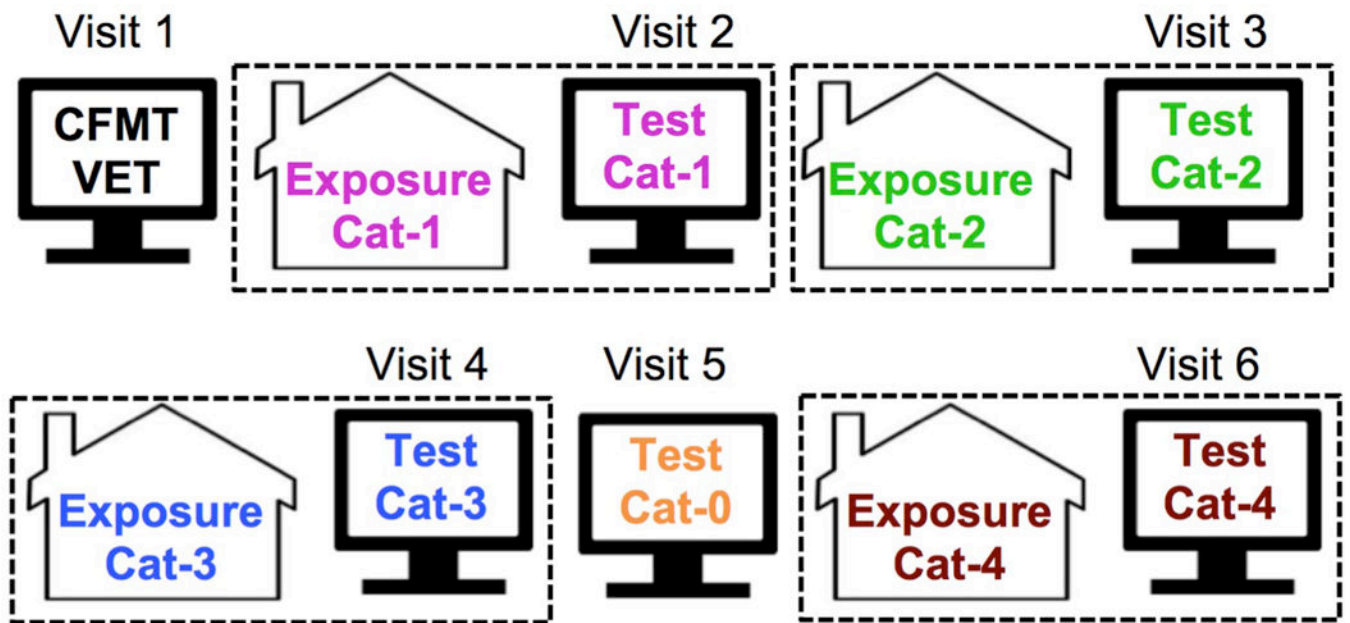 Visit 1
Visit 2
Visit 3
CFMT
VET
Exposure
Cat-1
Test
Cat-1
Exposure
Cat-2
Test
Cat-2
Visit 4
Visit 5
Visit 6
Exposure
Cat-3
Test
Cat-3
Test
Cat-0
Exposure
Cat-4
Test
Cat-4